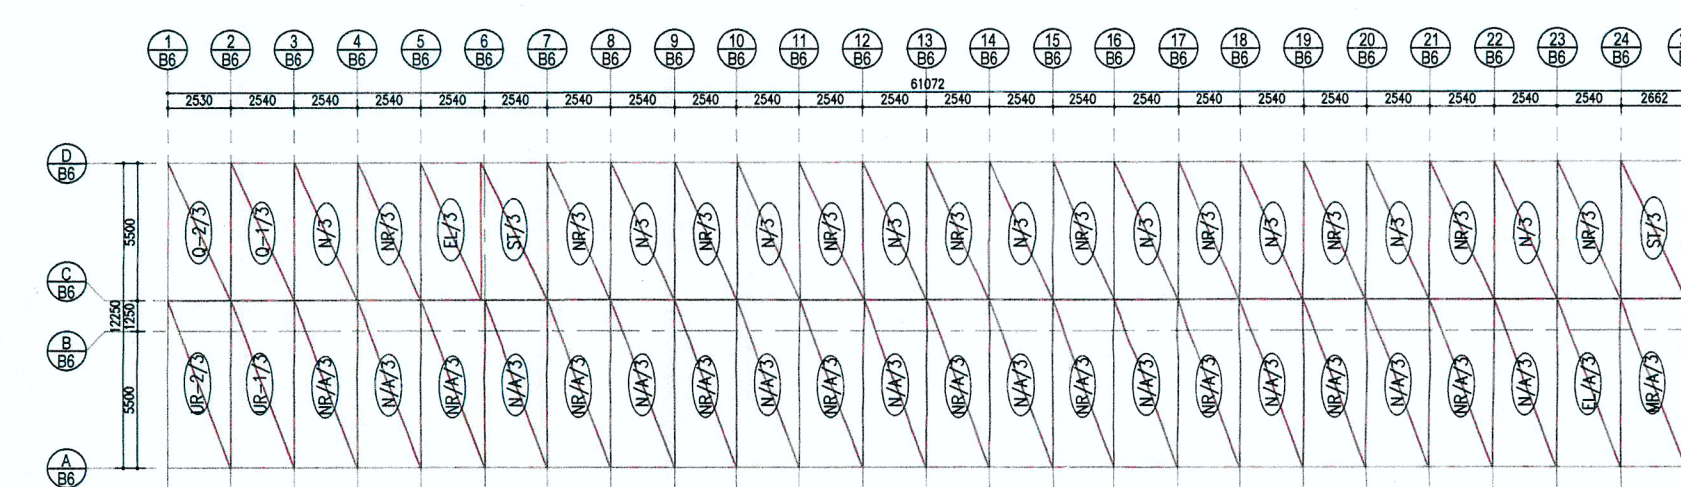 1 2 3 4 5 6 7 8 9 10 11 12 13 14 15 16 17 18 19 20 21 22 23 24
B6 B6 B6 B6 B6 B6 B6 B6 B6 B6 B6 B6 B6 B6 B6 B6 B6 B6 B6 B6 B6 B6 B6 B6
61072
2530 2540 2540 2540 2540 2540 2540 2540 2540 2540 2540 2540 2540 2540 2540 2540 2540 2540 2540 2540 2540 2540 2540 2662
D
B6
5500
Q-2/3 Q-1/3 N/3 NR/3 EL/3 ST/3 NR/3 N/3 NR/3 N/3 NR/3 N/3 NR/3 N/3 NR/3 N/3 NR/3 N/3 NR/3 N/3 NR/3 N/3 NR/3 ST/3
C
B6
12250
1250
B
B6
5500
UR-2/3 UR-1/3 NR/A/3 N/A/3 NR/A/3 N/A/3 NR/A/3 N/A/3 NR/A/3 N/A/3 NR/A/3 N/A/3 NR/A/3 N/A/3 NR/A/3 N/A/3 NR/A/3 N/A/3 NR/A/3 N/A/3 NR/A/3 N/A/3 EL/A/3 MR/A/3
A
B6